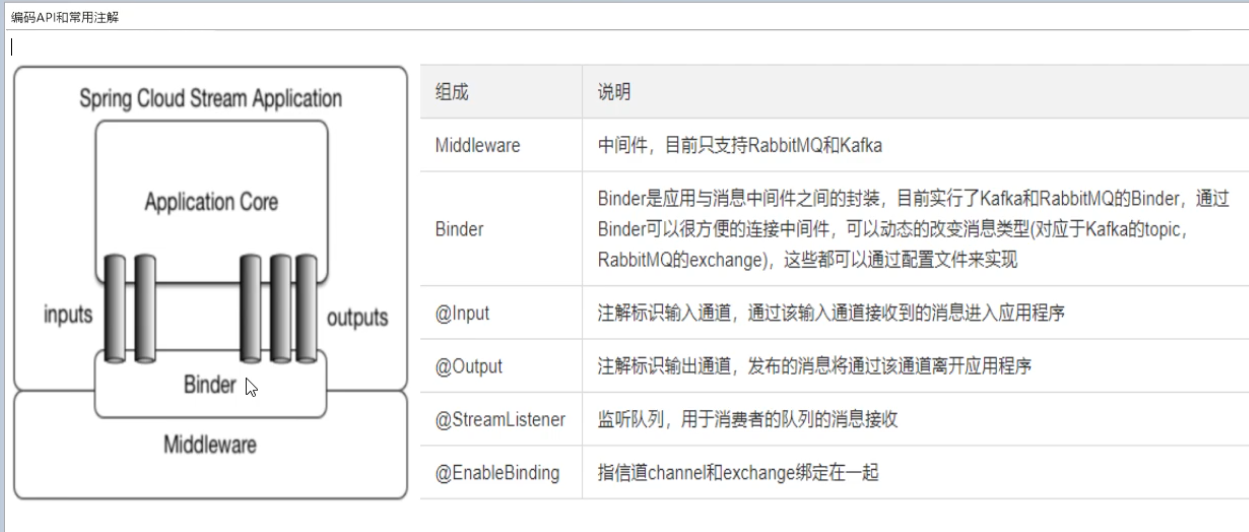 编码API和常用注解
Spring Cloud Stream Application
Application Core
inputs
outputs
Binder
Middleware
组成 说明
Middleware 中间件，目前只支持RabbitMQ和Kafka
Binder Binder是应用与消息中间件之间的封装，目前实行了Kafka和RabbitMQ的Binder，通过
Binder可以很方便的连接中间件，可以动态的改变消息类型(对应于Kafka的topic，
RabbitMQ的exchange)，这些都可以通过配置文件来实现
@Input 注解标识输入通道，通过该输入通道接收到的消息进入应用程序
@Output 注解标识输出通道，发布的消息将通过该通道离开应用程序
@StreamListener 监听队列，用于消费者的队列的消息接收
@EnableBinding 指信道channel和exchange绑定在一起